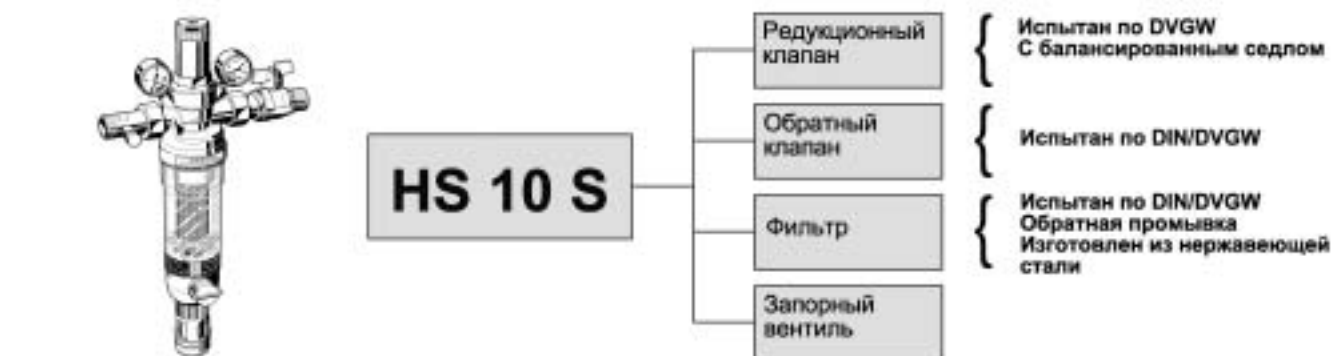 HS 10 S
Редукционный
клапан
Испытан по DVGW
С балансированным седлом
Обратный
клапан
Испытан по DIN/DVGW
Фильтр
Испытан по DIN/DVGW
Обратная промывка
Изготовлен из нержавеющей
стали
Запорный
вентиль